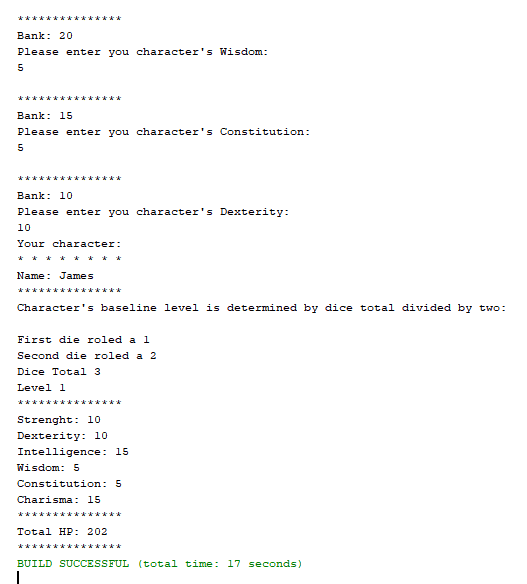 ***************
Bank: 20
Please enter you character's Wisdom:
5
***************
Bank: 15
Please enter you character's Constitution:
5
***************
Bank: 10
Please enter you character's Dexterity:
10
Your character:
* * * * * * * *
Name: James
***************
Character's baseline level is determined by dice total divided by two:
First die roled a 1
Second die roled a 2
Dice Total 3
Level 1
***************
Strenght: 10
Dexterity: 10
Intelligence: 15
Wisdom: 5
Constitution: 5
Charisma: 15
***************
Total HP: 202
***************
BUILD SUCCESSFUL (total time: 17 seconds)